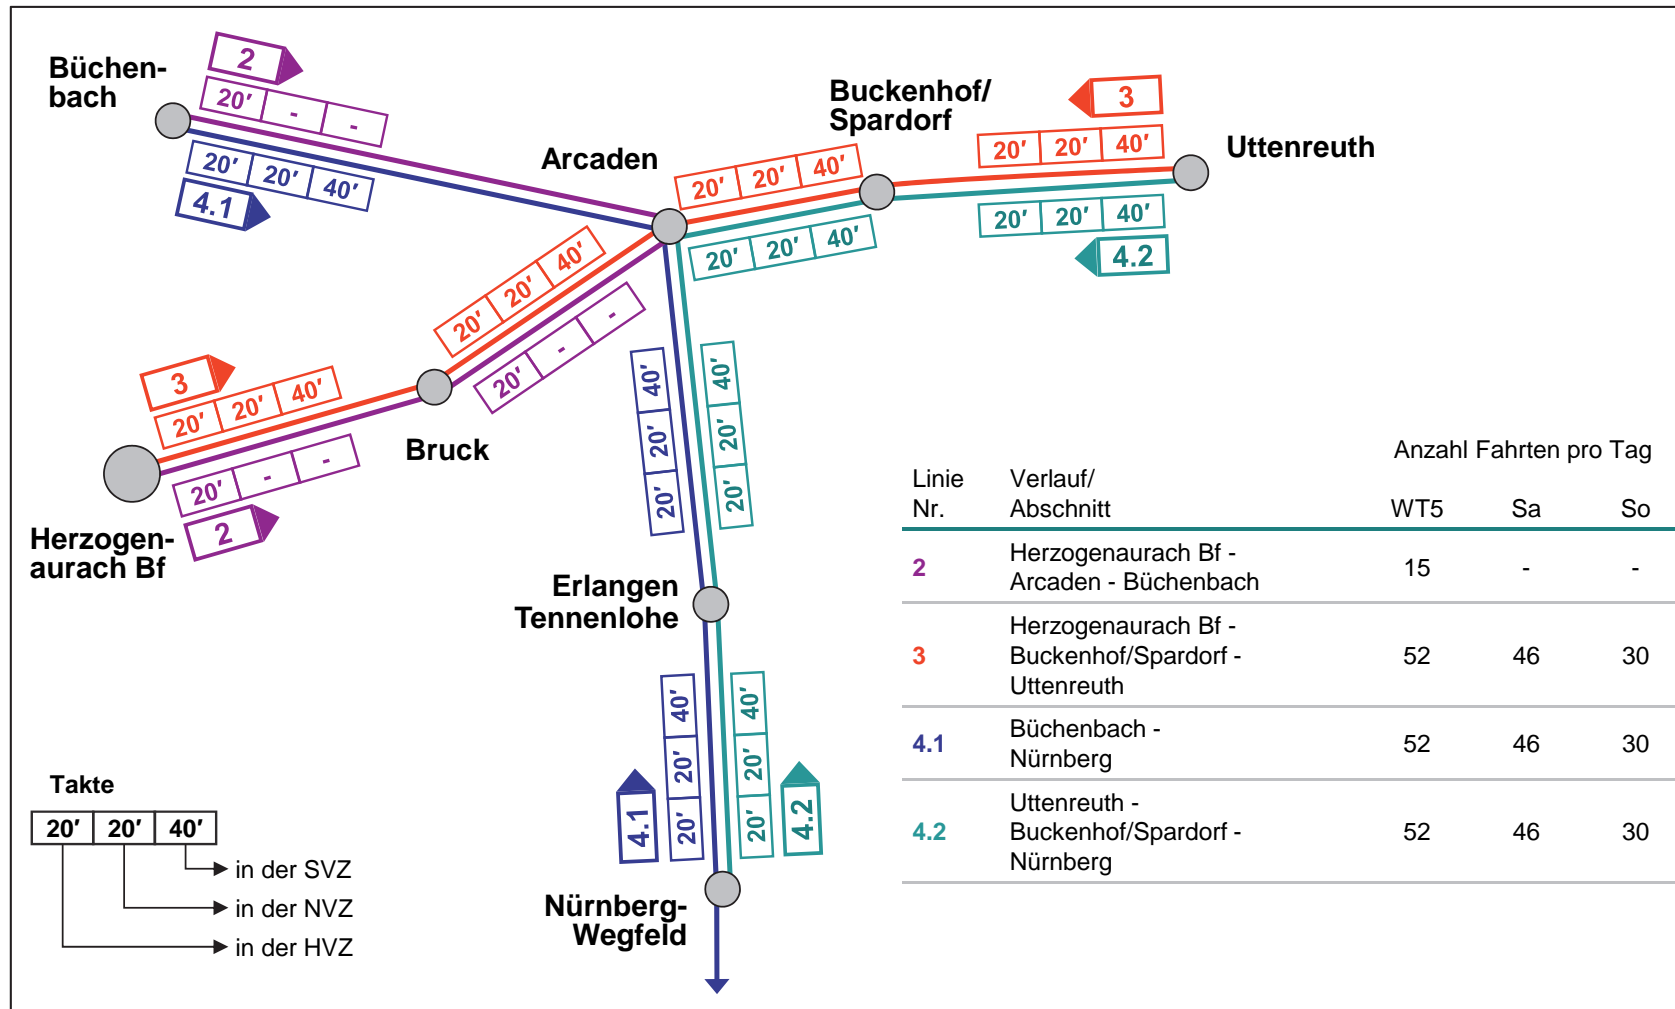 Büchen-
bach
2
20' - -
20' 20' 40'
4.1
Arcaden
Buckenhof/
Spardorf
3
20' 20' 40'
20' 20' 40'
Uttenreuth
20' 20' 40'
20' 20' 40'
4.2
20' 20' 40'
20' - -
3
20' 20' 40'
20' - -
2
Bruck
Herzogen-
aurach Bf
20' 20' 40'
20' 20' 40'
Erlangen
Tennenlohe
20' 20' 40'
20' 20' 40'
4.1
4.2
Nürnberg-
Wegfeld
Takte
20' 20' 40'
in der SVZ
in der NVZ
in der HVZ
Anzahl Fahrten pro Tag
Linie Verlauf/
Nr. Abschnitt WT5 Sa So
Herzogenaurach Bf -
2 15 - -
Arcaden - Büchenbach
Herzogenaurach Bf -
3 Buckenhof/Spardorf - 52 46 30
Uttenreuth
Büchenbach -
4.1 52 46 30
Nürnberg
Uttenreuth -
4.2 Buckenhof/Spardorf - 52 46 30
Nürnberg